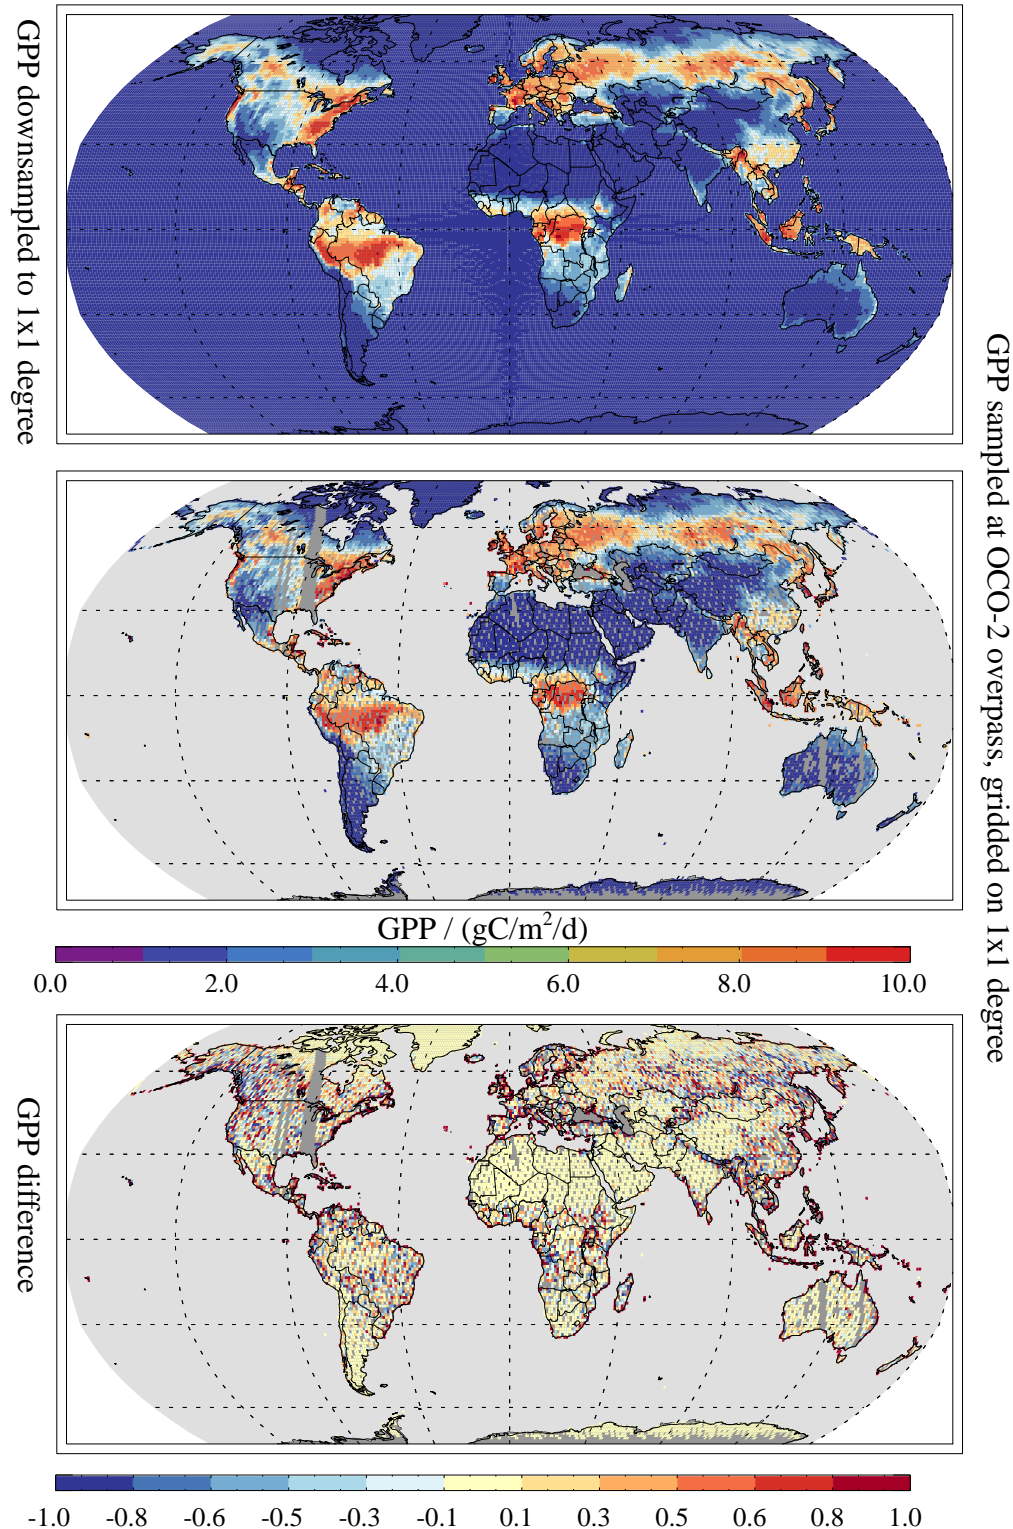 GPP downsampled to 1x1 degree
GPP sampled at OCO-2 overpass, gridded on 1x1 degree
GPP / (gC/m²/d)
0.0 2.0 4.0 6.0 8.0 10.0
GPP difference
-1.0 -0.8 -0.6 -0.5 -0.3 -0.1 0.1 0.3 0.5 0.6 0.8 1.0